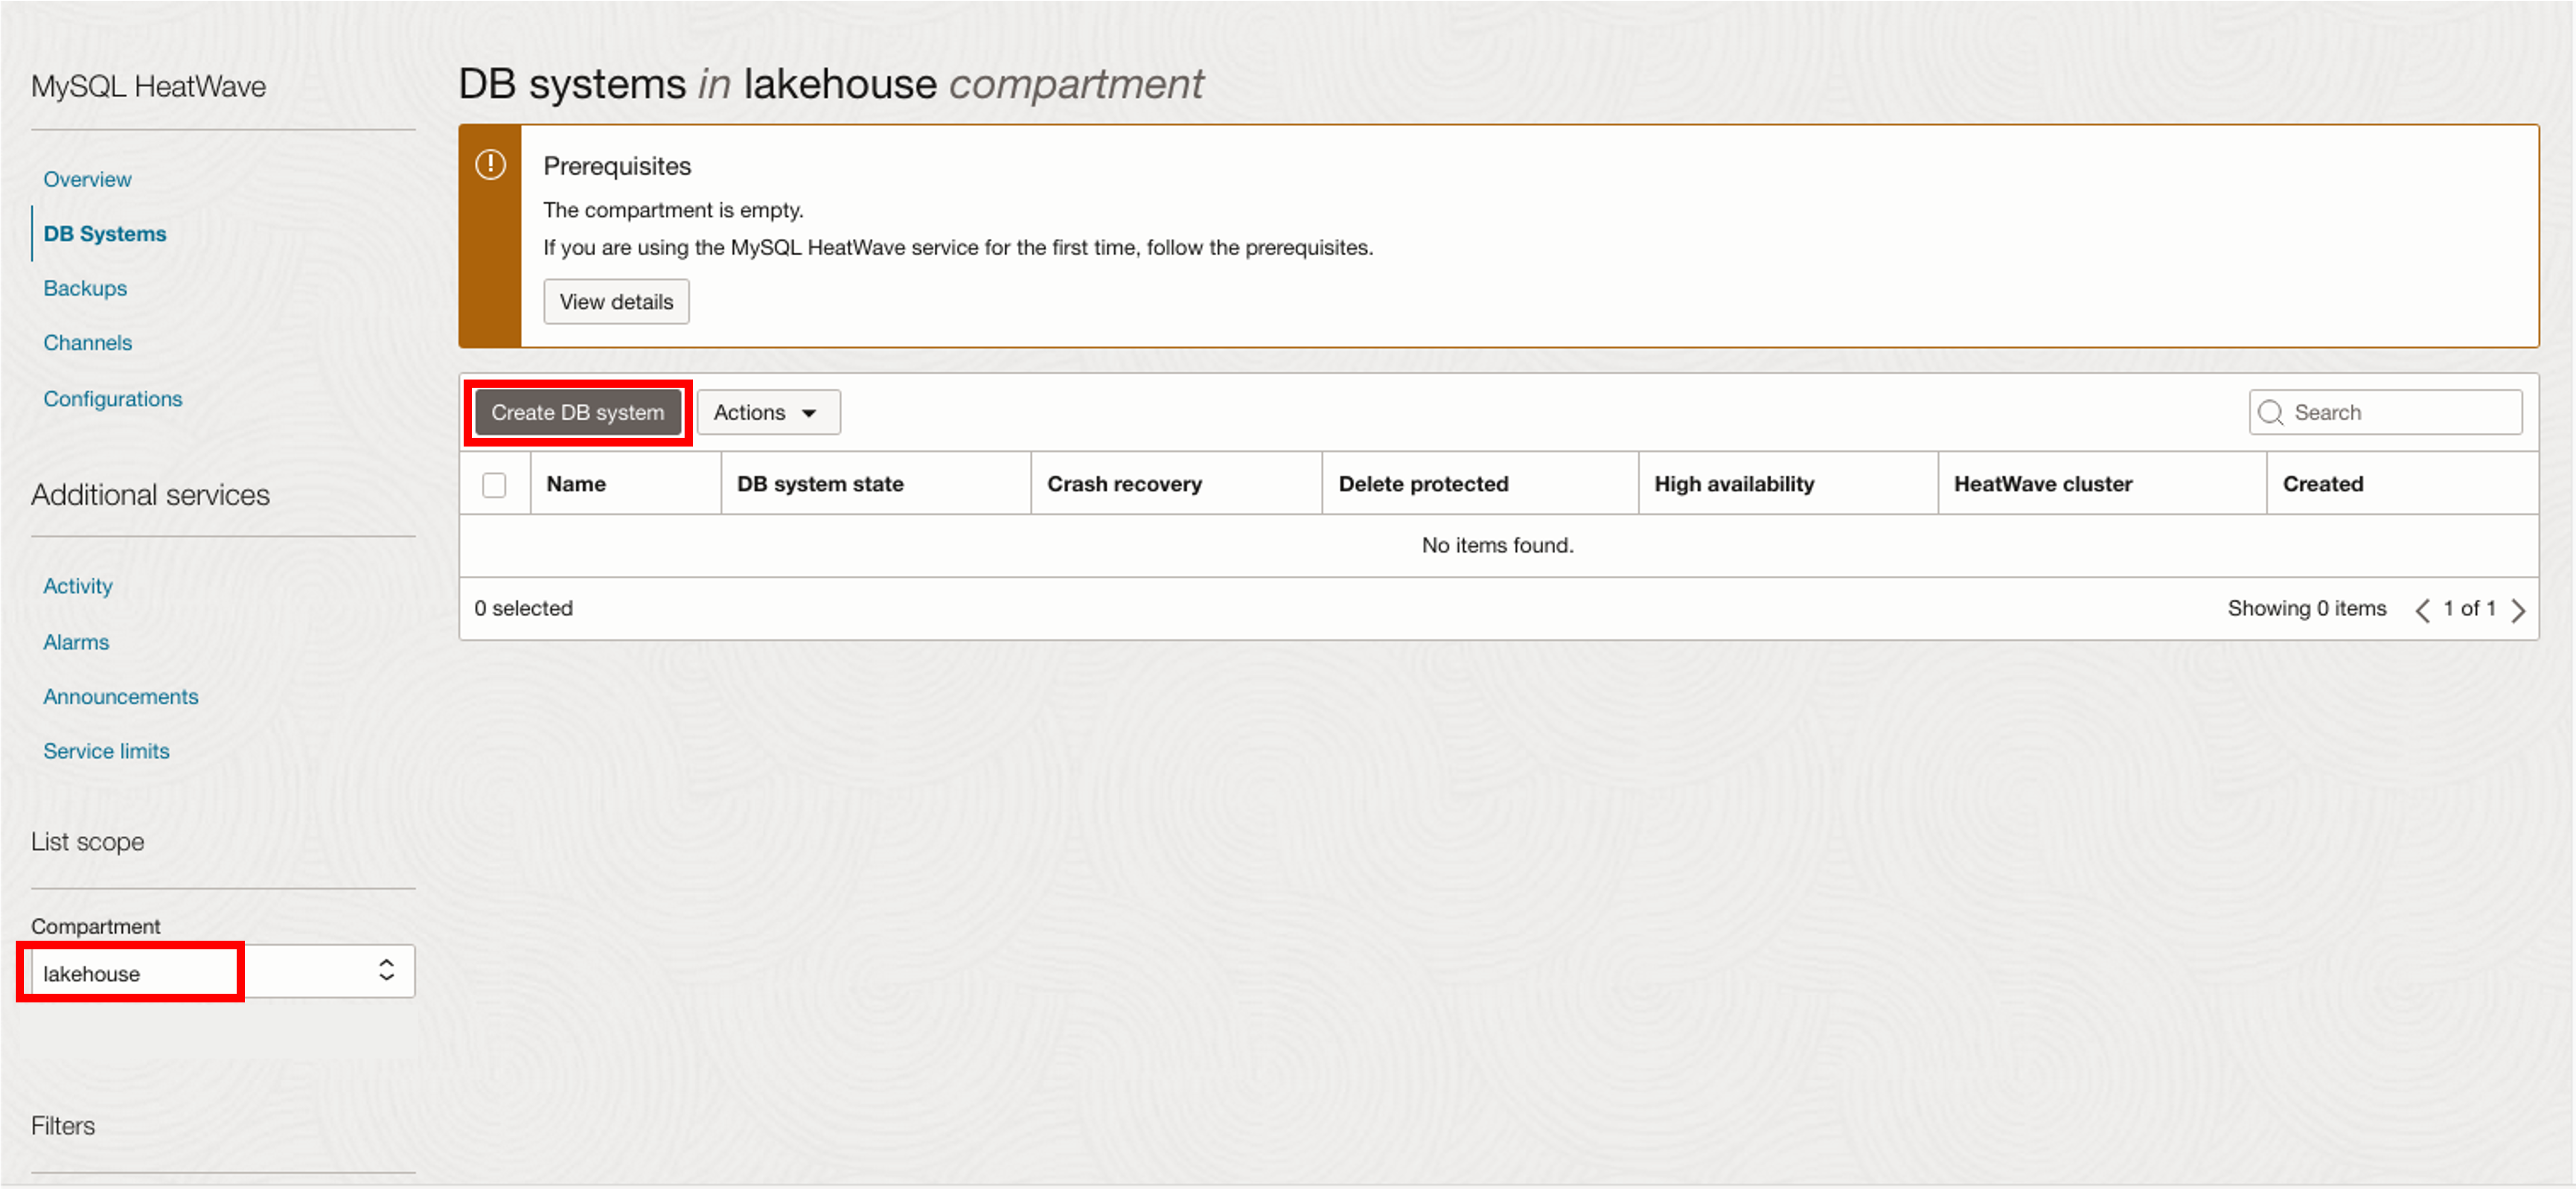 MySQL HeatWave
Overview
DB Systems
Backups
Channels
Configurations
Additional services
Activity
Alarms
Announcements
Service limits
List scope
Compartment
lakehouse
Filters
DB systems in lakehouse compartment
Prerequisites
The compartment is empty.
If you are using the MySQL HeatWave service for the first time, follow the prerequisites.
View details
Create DB system Actions Search
Name DB system state Crash recovery Delete protected High availability HeatWave cluster Created
No items found.
0 selected Showing 0 items 1 of 1